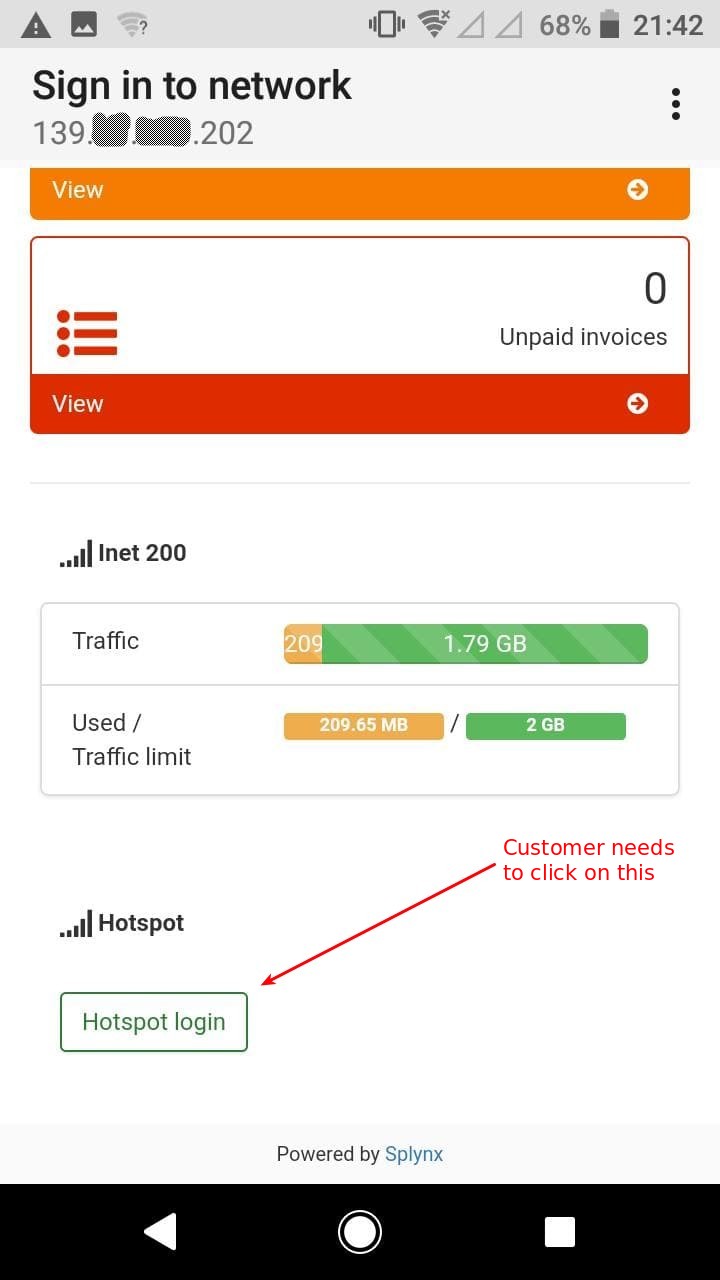 68% 21:42
Sign in to network
139. . .202
View
0
Unpaid invoices
View
Inet 200
Traffic 209 1.79 GB
Used / 209.65 MB / 2 GB
Traffic limit
Customer needs
to click on this
Hotspot
Hotspot login
Powered by Splynx